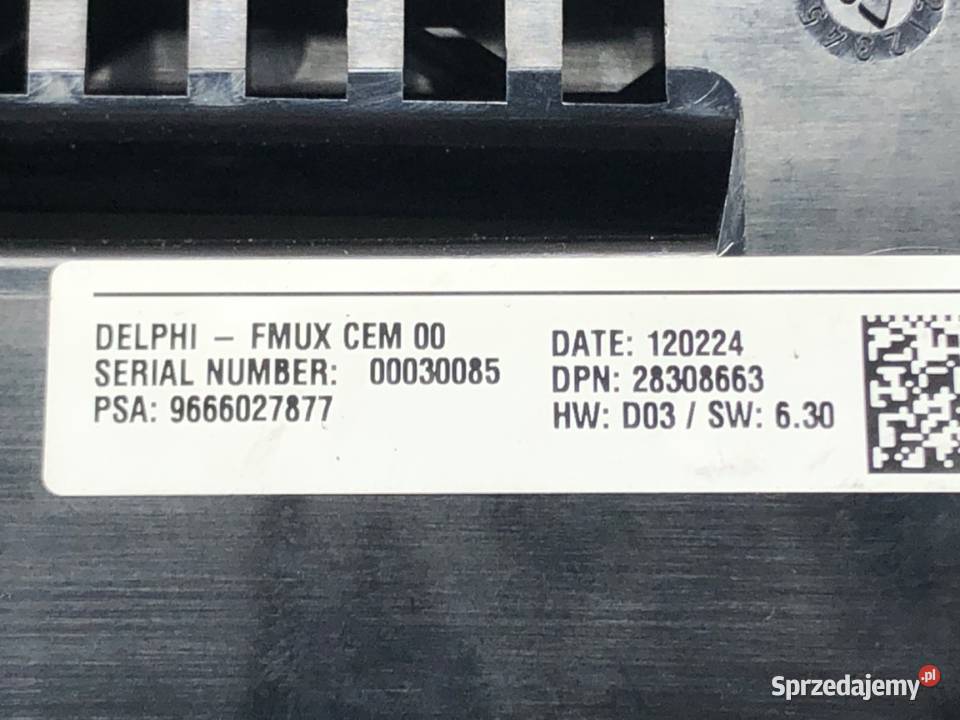 DELPHI – FMUX CEM 00
SERIAL NUMBER: 00030085
PSA: 9666027877
DATE: 120224
DPN: 28308663
HW: D03 / SW: 6.30
Sprzedajemy.pl